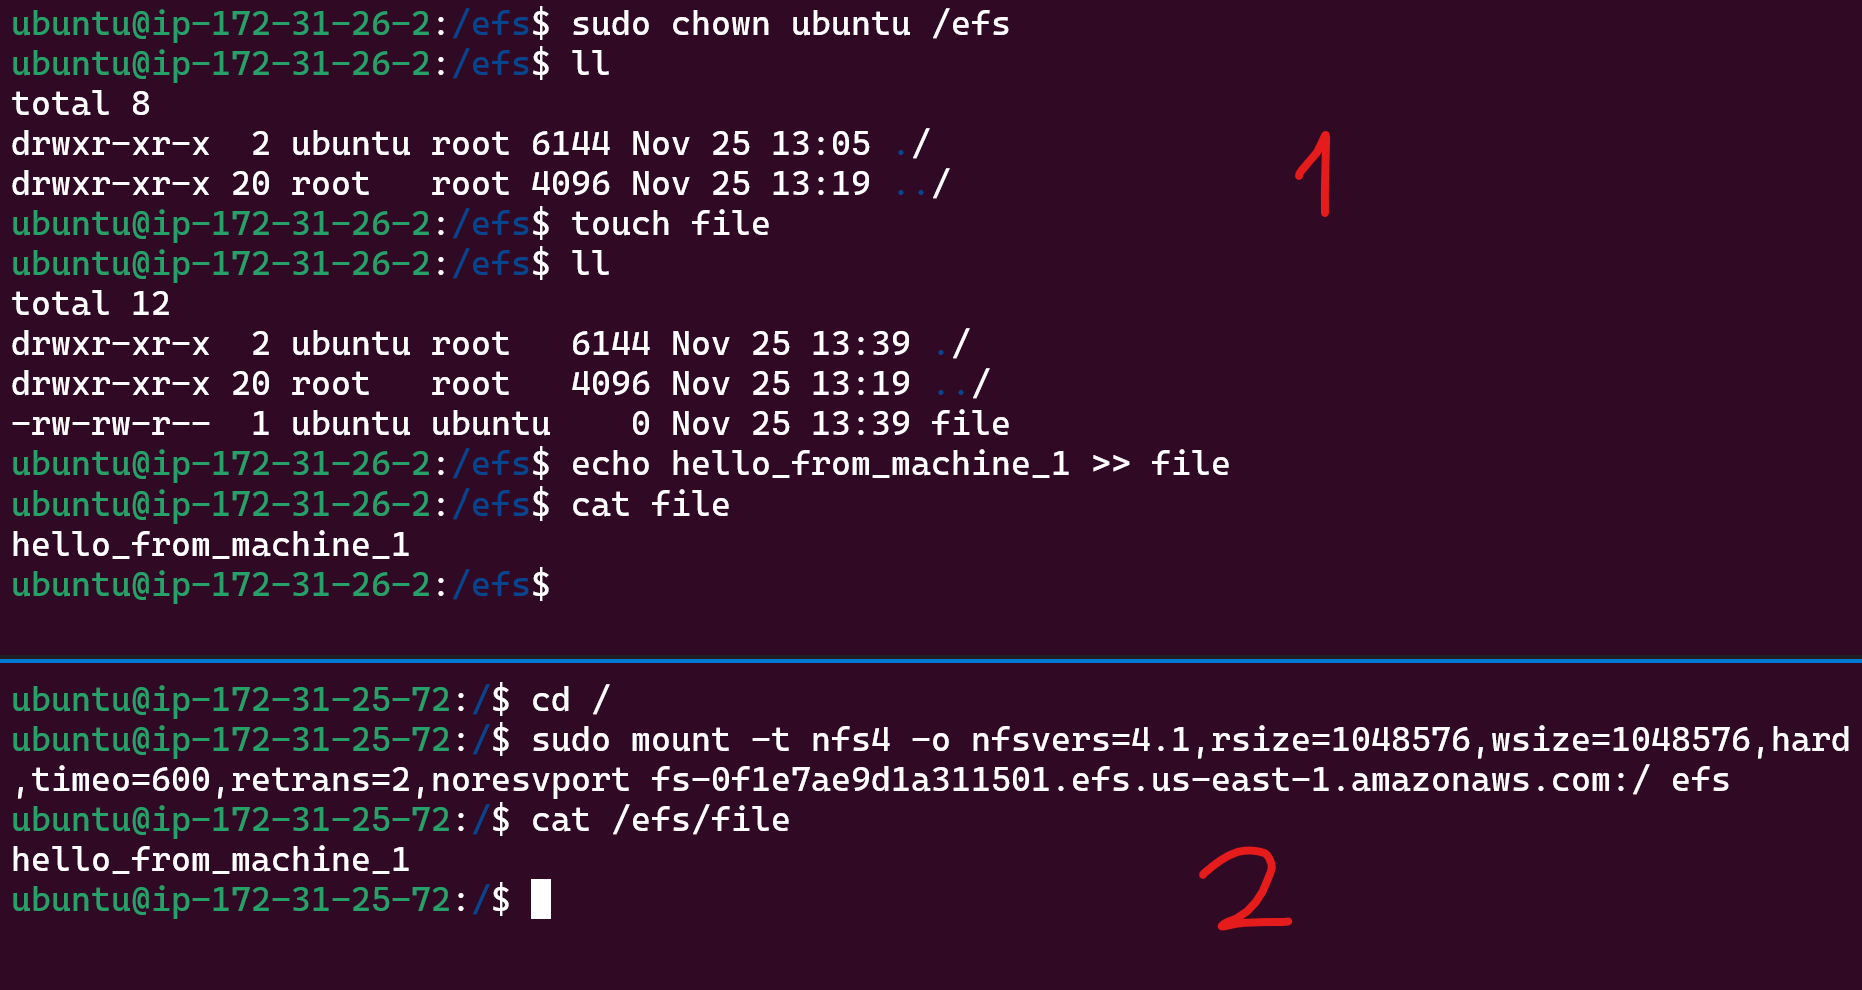 ubuntu@ip-172-31-26-2:/efs$ sudo chown ubuntu /efs
ubuntu@ip-172-31-26-2:/efs$ ll
total 8
drwxr-xr-x  2 ubuntu root 6144 Nov 25 13:05 ./
drwxr-xr-x 20 root   root 4096 Nov 25 13:19 ../
ubuntu@ip-172-31-26-2:/efs$ touch file
ubuntu@ip-172-31-26-2:/efs$ ll
total 12
drwxr-xr-x  2 ubuntu root   6144 Nov 25 13:39 ./
drwxr-xr-x 20 root   root   4096 Nov 25 13:19 ../
-rw-rw-r--  1 ubuntu ubuntu    0 Nov 25 13:39 file
ubuntu@ip-172-31-26-2:/efs$ echo hello_from_machine_1 >> file
ubuntu@ip-172-31-26-2:/efs$ cat file
hello_from_machine_1
ubuntu@ip-172-31-26-2:/efs$
1
ubuntu@ip-172-31-25-72:/$ cd /
ubuntu@ip-172-31-25-72:/$ sudo mount -t nfs4 -o nfsvers=4.1,rsize=1048576,wsize=1048576,hard
,timeo=600,retrans=2,noresvport fs-0f1e7ae9d1a311501.efs.us-east-1.amazonaws.com:/ efs
ubuntu@ip-172-31-25-72:/$ cat /efs/file
hello_from_machine_1
ubuntu@ip-172-31-25-72:/$
2